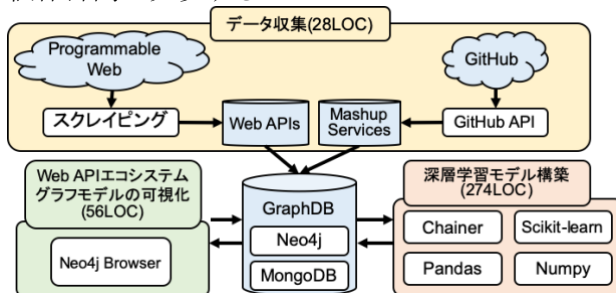 データ収集(28LOC)
Programmable
Web
GitHub
スクレイピング
Web APIs
Mashup
Services
GitHub API
Web APIエコシステム
グラフモデルの可視化
(56LOC)
Neo4j Browser
GraphDB
Neo4j
MongoDB
深層学習モデル構築
(274LOC)
Chainer
Scikit-learn
Pandas
Numpy